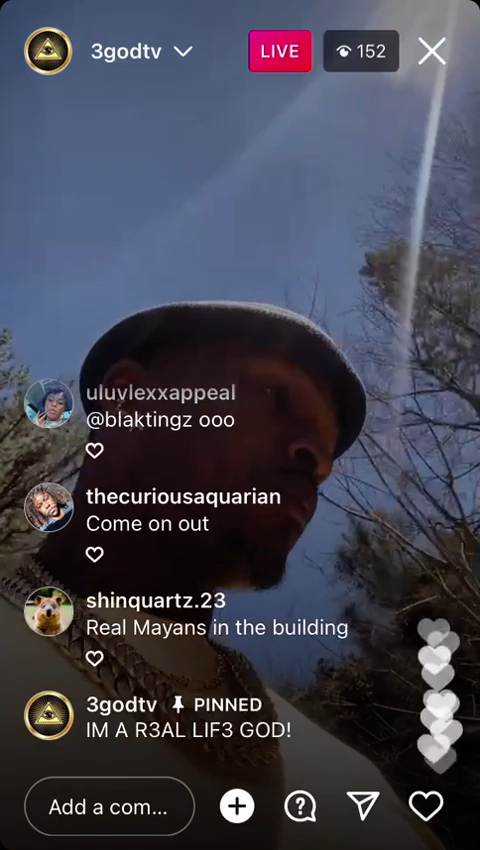 3godtv
LIVE
152
uluvlexxappeal
@blaktingz ooo
thecuriousaquarian
Come on out
shinquartz.23
Real Mayans in the building
3godtv PINNED
IM A R3AL LIF3 GOD!
Add a com...